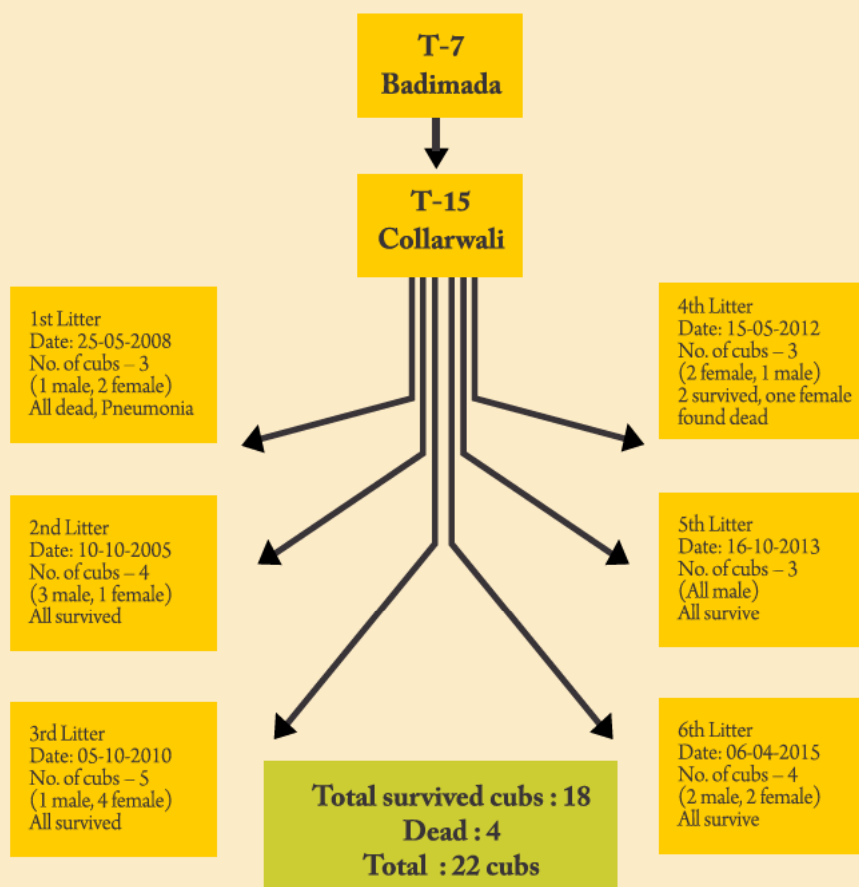 T-7
Badimada
T-15
Collarwali
1st Litter
Date: 25-05-2008
No. of cubs – 3
(1 male, 2 female)
All dead, Pneumonia
2nd Litter
Date: 10-10-2005
No. of cubs – 4
(3 male, 1 female)
All survived
3rd Litter
Date: 05-10-2010
No. of cubs – 5
(1 male, 4 female)
All survived
4th Litter
Date: 15-05-2012
No. of cubs – 3
(2 female, 1 male)
2 survived, one female
found dead
5th Litter
Date: 16-10-2013
No. of cubs – 3
(All male)
All survive
6th Litter
Date: 06-04-2015
No. of cubs – 4
(2 male, 2 female)
All survive
Total survived cubs : 18
Dead : 4
Total : 22 cubs